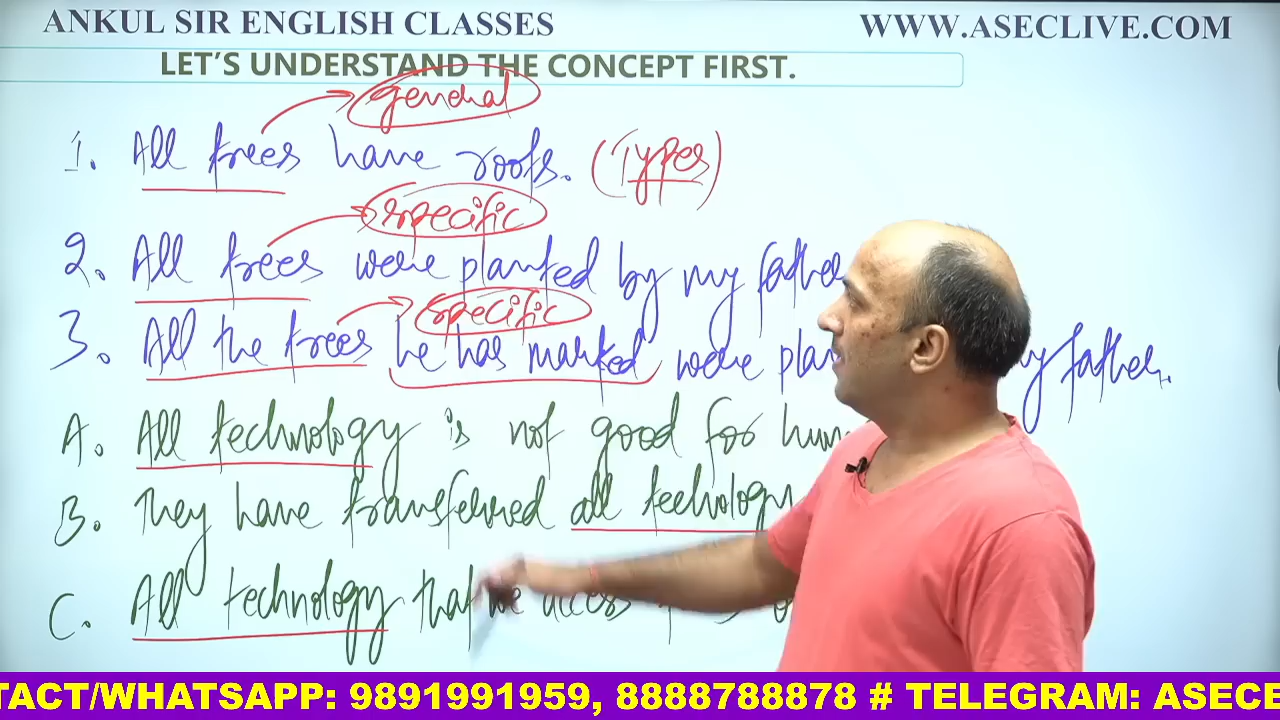 ANKUL SIR ENGLISH CLASSES
WWW.ASECLIVE.COM
LET'S UNDERSTAND THE CONCEPT FIRST.
general
1. All trees have roots. (Types)
specific
2. All trees were planted by my father
specific
3. All the trees he has marked were plan my father.
A. All technology is not good for hum
B. They have transferred all technology
C. All technology that we access
TACT/WHATSAPP: 9891991959, 8888788878 # TELEGRAM: ASECE